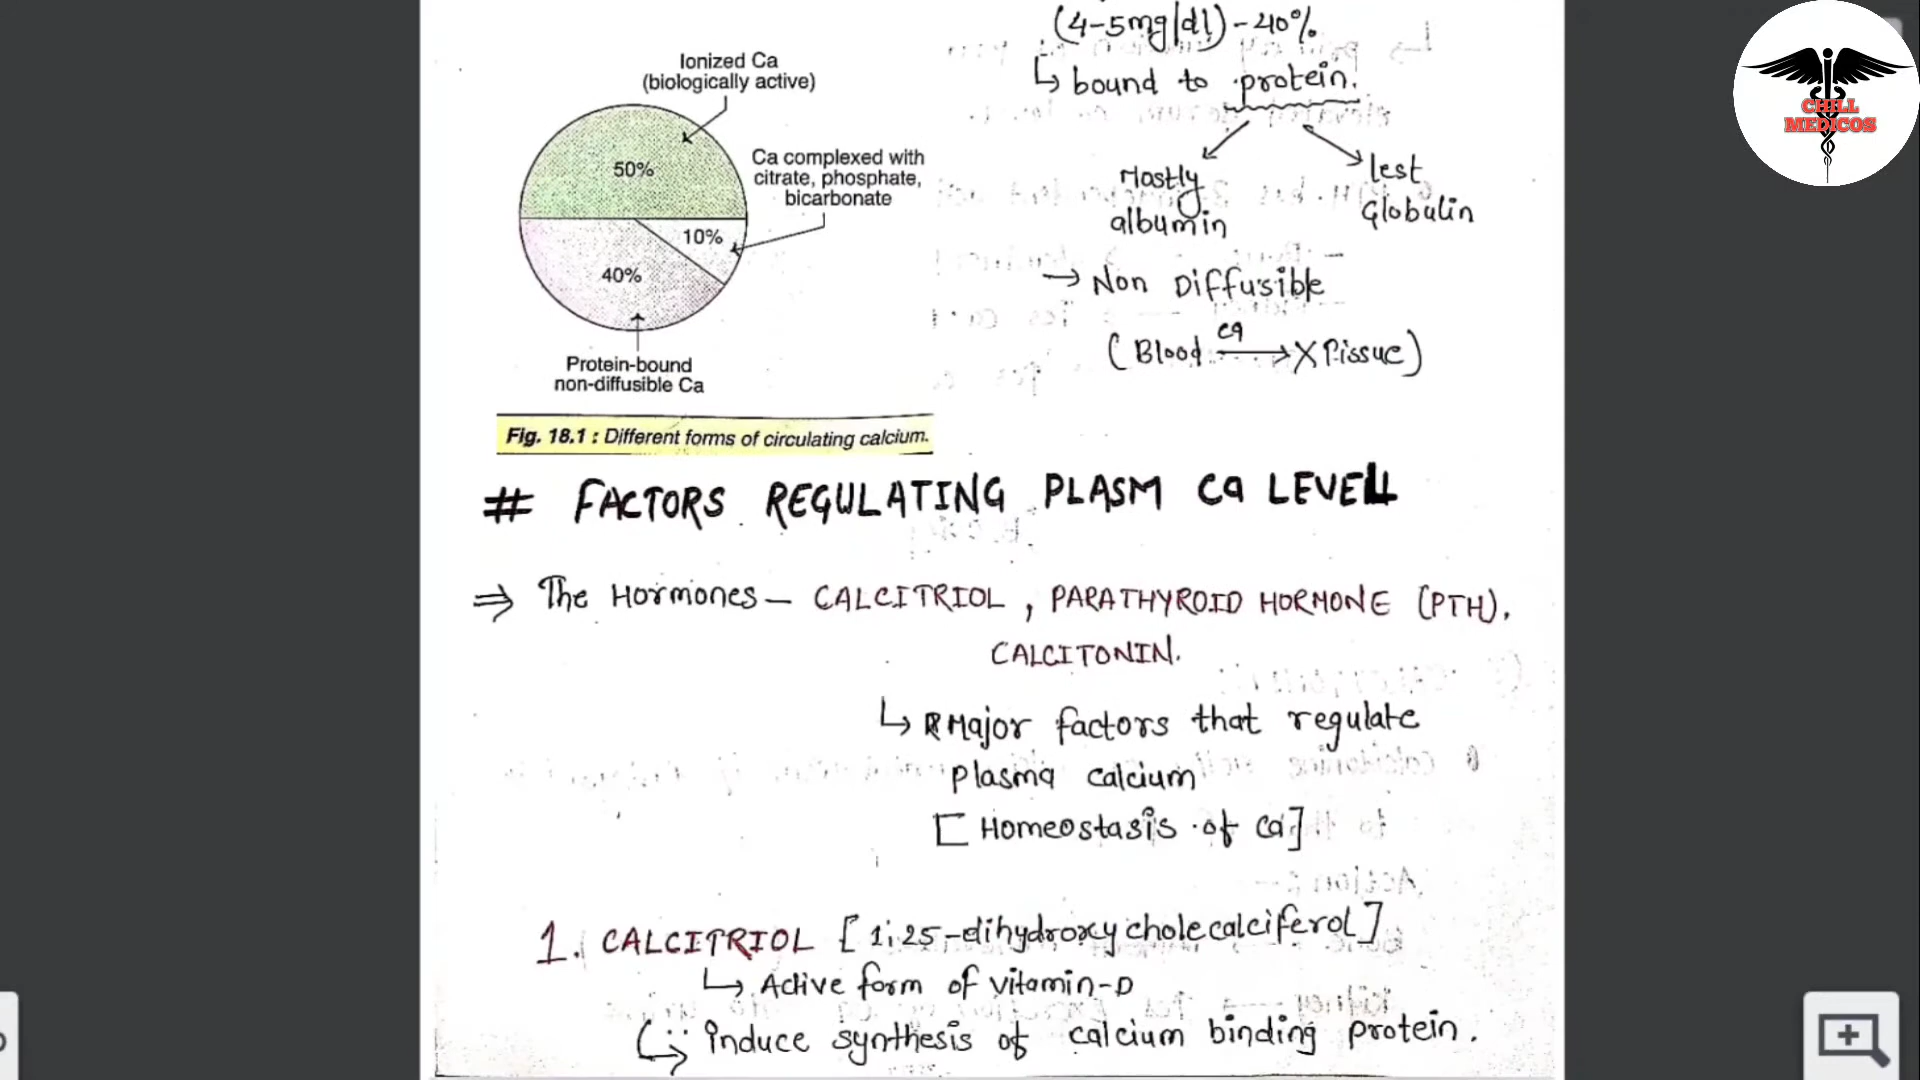 (4-5mg/dl) - 40%
↳ bound to protein.
Mostly albumin
lest Globulin
→ Non Diffusible
(Blood Ca → X Tissue)
Ionized Ca
(biologically active)
50%
Ca complexed with
citrate, phosphate,
bicarbonate
10%
40%
Protein-bound
non-diffusible Ca
Fig. 18.1 : Different forms of circulating calcium.
# FACTORS REGULATING PLASM Ca LEVEL
⇒ The Hormones – CALCITRIOL, PARATHYROID HORMONE (PTH),
CALCITONIN.
↳ Major factors that regulate
plasma calcium
[Homeostasis of Ca]
1. CALCITRIOL [1,25-dihydroxycholecalciferol]
↳ Active form of vitamin-D
↳ induce synthesis of calcium binding protein.
CHILL
MEDICOS